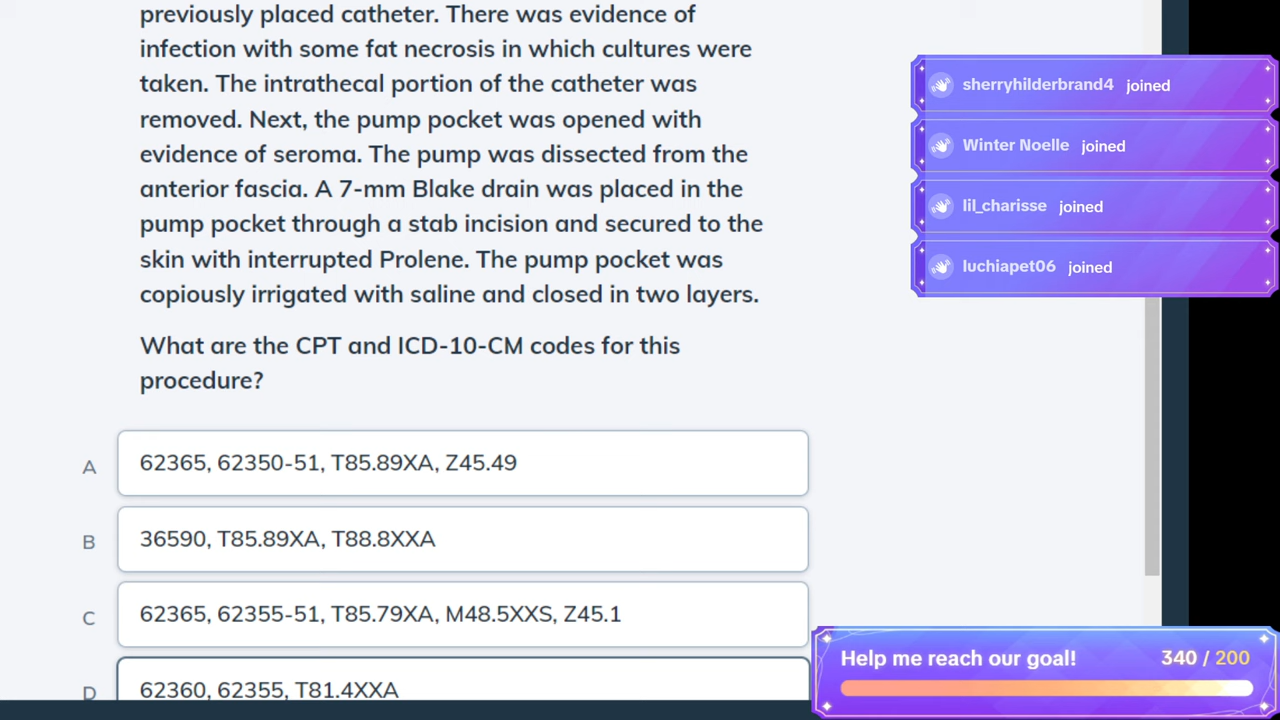 previously placed catheter. There was evidence of
infection with some fat necrosis in which cultures were
taken. The intrathecal portion of the catheter was
removed. Next, the pump pocket was opened with
evidence of seroma. The pump was dissected from the
anterior fascia. A 7-mm Blake drain was placed in the
pump pocket through a stab incision and secured to the
skin with interrupted Prolene. The pump pocket was
copiously irrigated with saline and closed in two layers.
What are the CPT and ICD-10-CM codes for this
procedure?
A 62365, 62350-51, T85.89XA, Z45.49
B 36590, T85.89XA, T88.8XXA
C 62365, 62355-51, T85.79XA, M48.5XXS, Z45.1
D 62360, 62355, T81.4XXA
sherryhilderbrand4 joined
Winter Noelle joined
lil_charisse joined
luchiapet06 joined
Help me reach our goal! 340 / 200